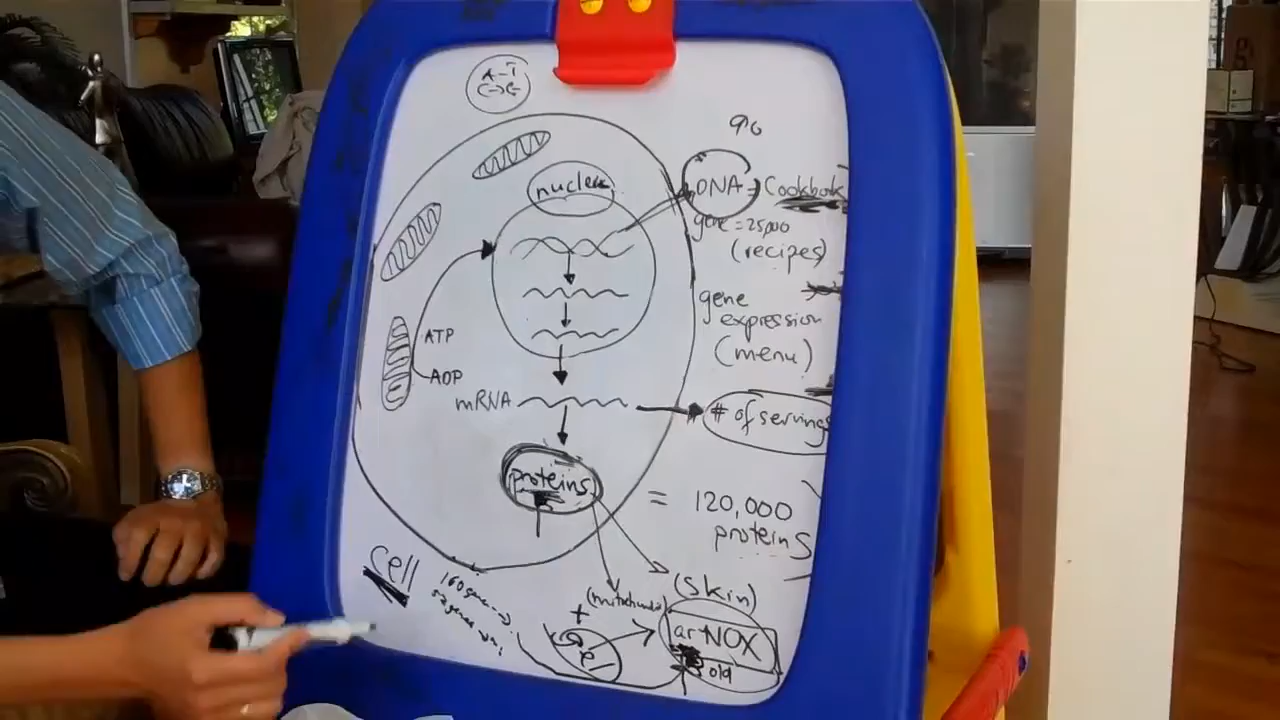 A-T
C-G
nucleus
DNA = Cookbook
gene = 25,000
(recipes)
gene
expression
(menu)
ATP
ADP
mRNA
# of servings
proteins
= 120,000
proteins
cell
(skin)
+
e-
arNOX
old